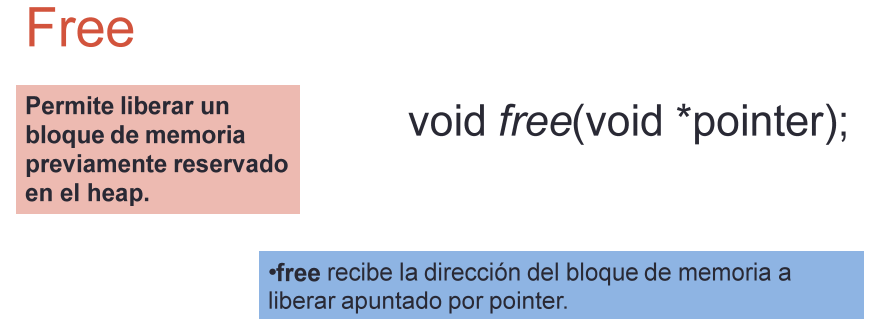 Free
Permite liberar un
bloque de memoria
previamente reservado
en el heap.
void free(void *pointer);
•free recibe la dirección del bloque de memoria a
liberar apuntado por pointer.